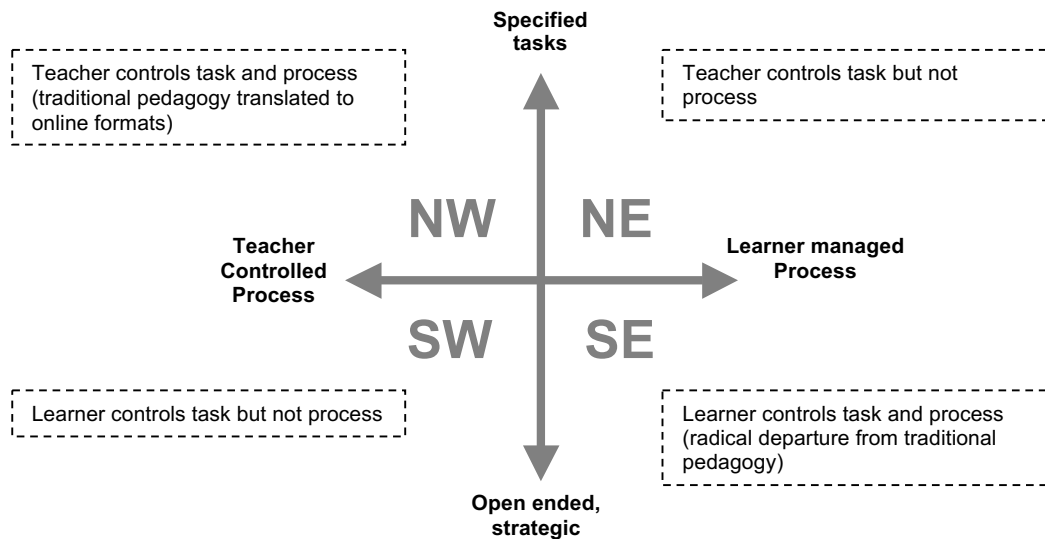 Specified
tasks
Teacher controls task and process
(traditional pedagogy translated to
online formats)
Teacher controls task but not
process
NW
NE
Teacher
Controlled
Process
Learner managed
Process
SW
SE
Learner controls task but not process
Learner controls task and process
(radical departure from traditional
pedagogy)
Open ended,
strategic